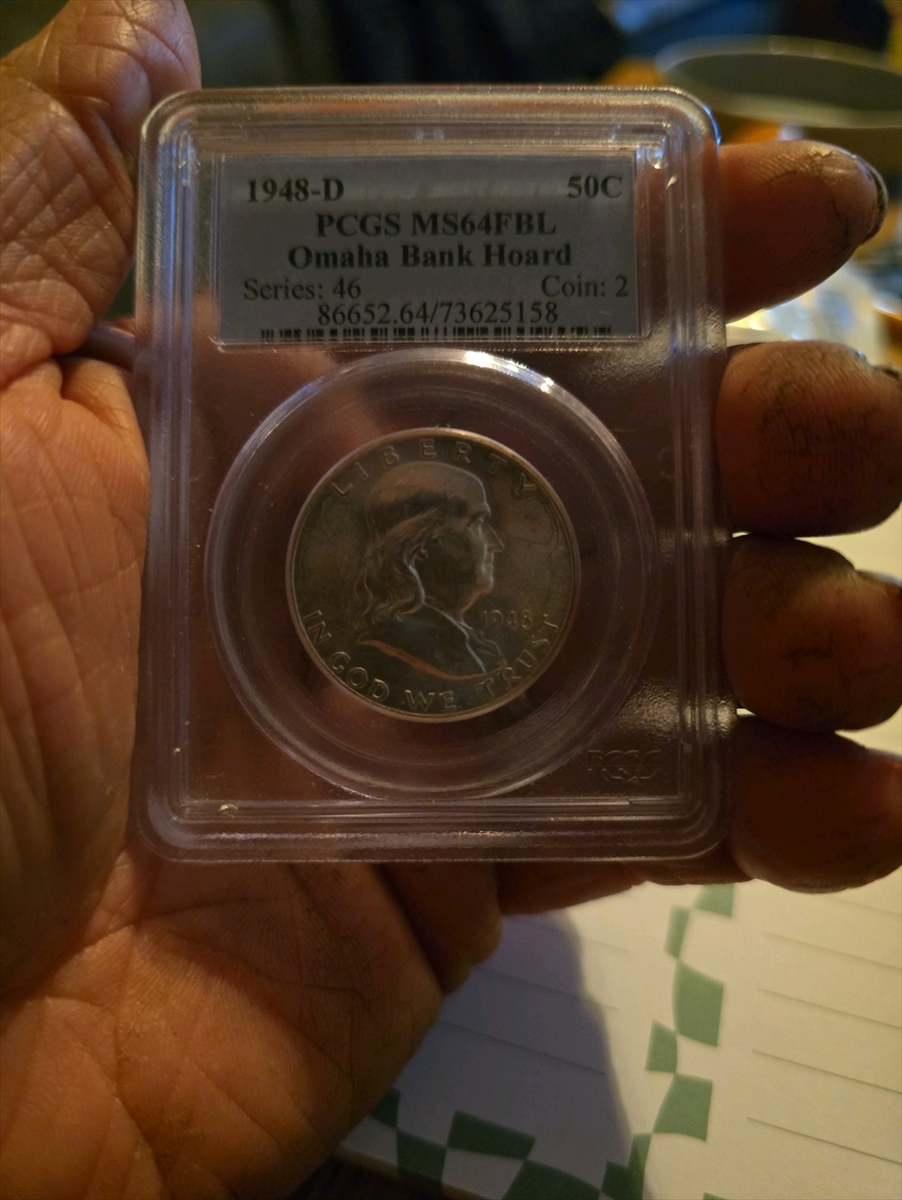 1948-D 50C
PCGS MS64FBL
Omaha Bank Hoard
Series: 46 Coin: 2
86652.64/73625158
LIBERTY
1948
IN GOD WE TRUST
PCGS